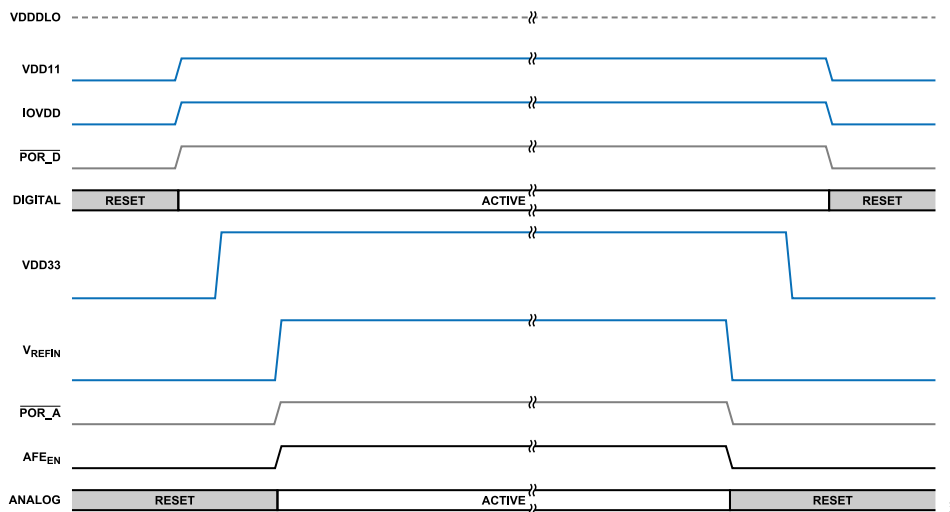 VDDDLO
VDD11
IOVDD
POR_D
DIGITAL RESET ACTIVE RESET
VDD33
VREFIN
POR_A
AFEEN
ANALOG RESET ACTIVE RESET